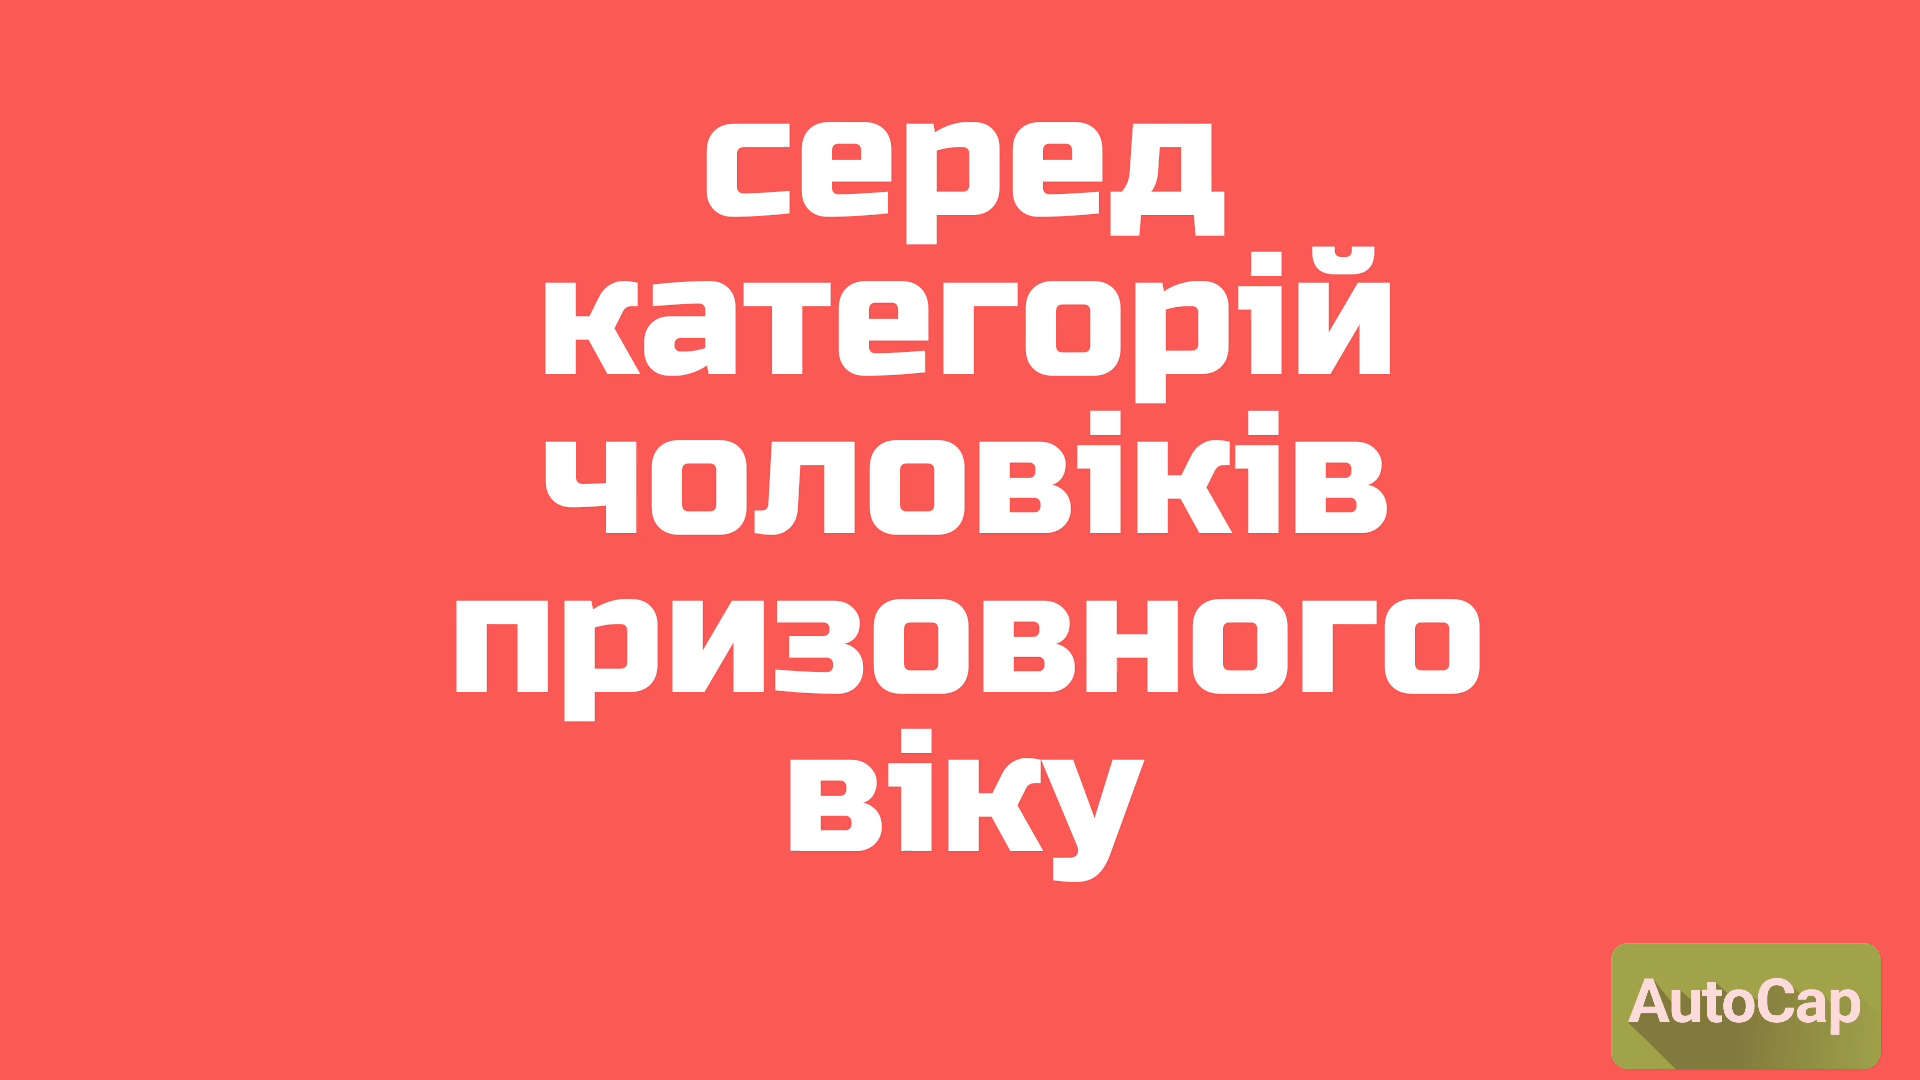 серед
категорій
чоловіків
призовного
віку
AutoCap